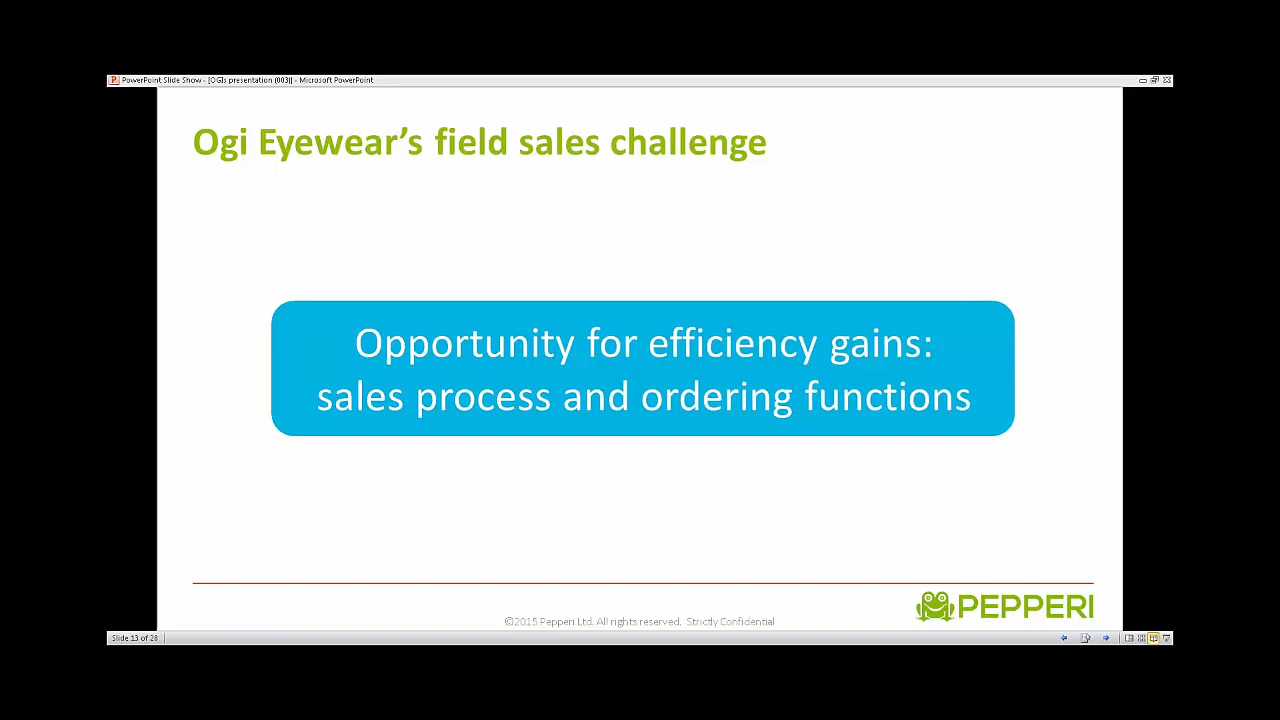 PowerPoint Slide Show - [OGIs presentation (003)] - Microsoft PowerPoint
Ogi Eyewear’s field sales challenge
Opportunity for efficiency gains:
sales process and ordering functions
PEPPERI
©2015 Pepperi Ltd. All rights reserved. Strictly Confidential
Slide 13 of 28